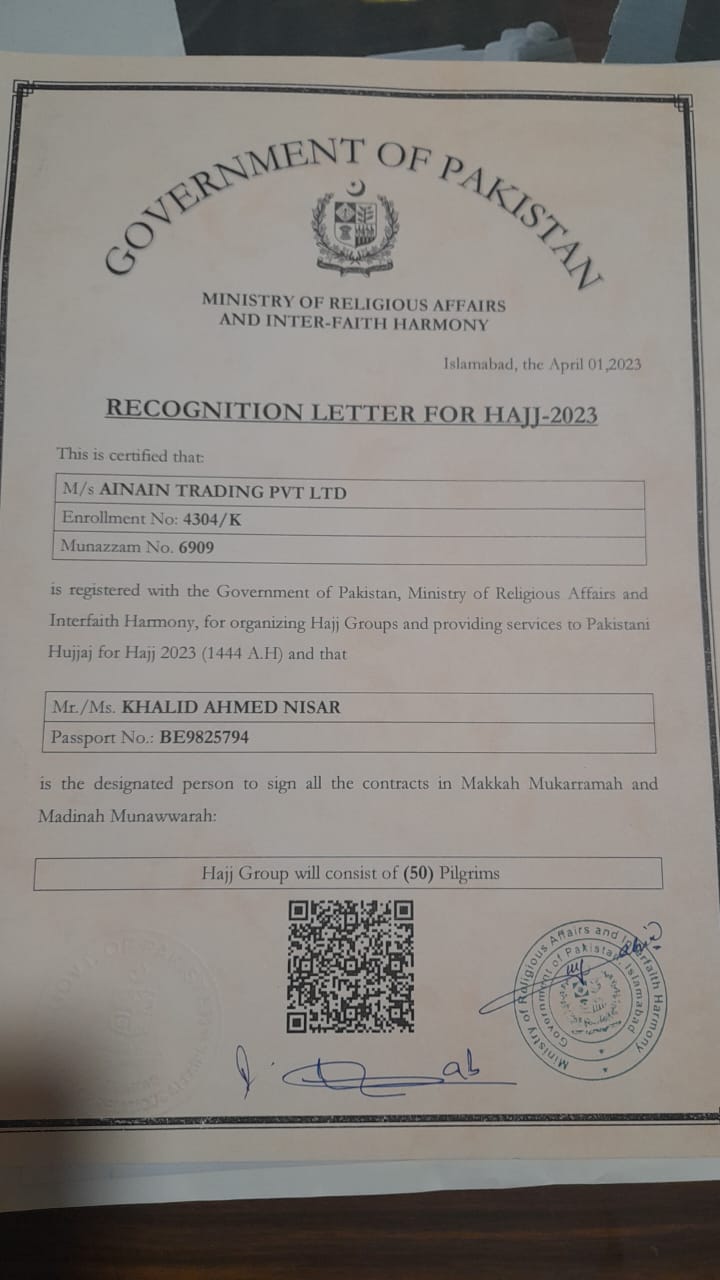 GOVERNMENT OF PAKISTAN
MINISTRY OF RELIGIOUS AFFAIRS
AND INTER-FAITH HARMONY
Islamabad, the April 01,2023
RECOGNITION LETTER FOR HAJJ-2023
This is certified that:
M/s AINAIN TRADING PVT LTD
Enrollment No: 4304/K
Munazzam No. 6909
is registered with the Government of Pakistan, Ministry of Religious Affairs and
Interfaith Harmony, for organizing Hajj Groups and providing services to Pakistani
Hujjaj for Hajj 2023 (1444 A.H) and that
Mr./Ms. KHALID AHMED NISAR
Passport No.: BE9825794
is the designated person to sign all the contracts in Makkah Mukarramah and
Madinah Munawwarah:
Hajj Group will consist of (50) Pilgrims
Ministry of Religious Affairs and Interfaith Harmony
Government of Pakistan Islamabad